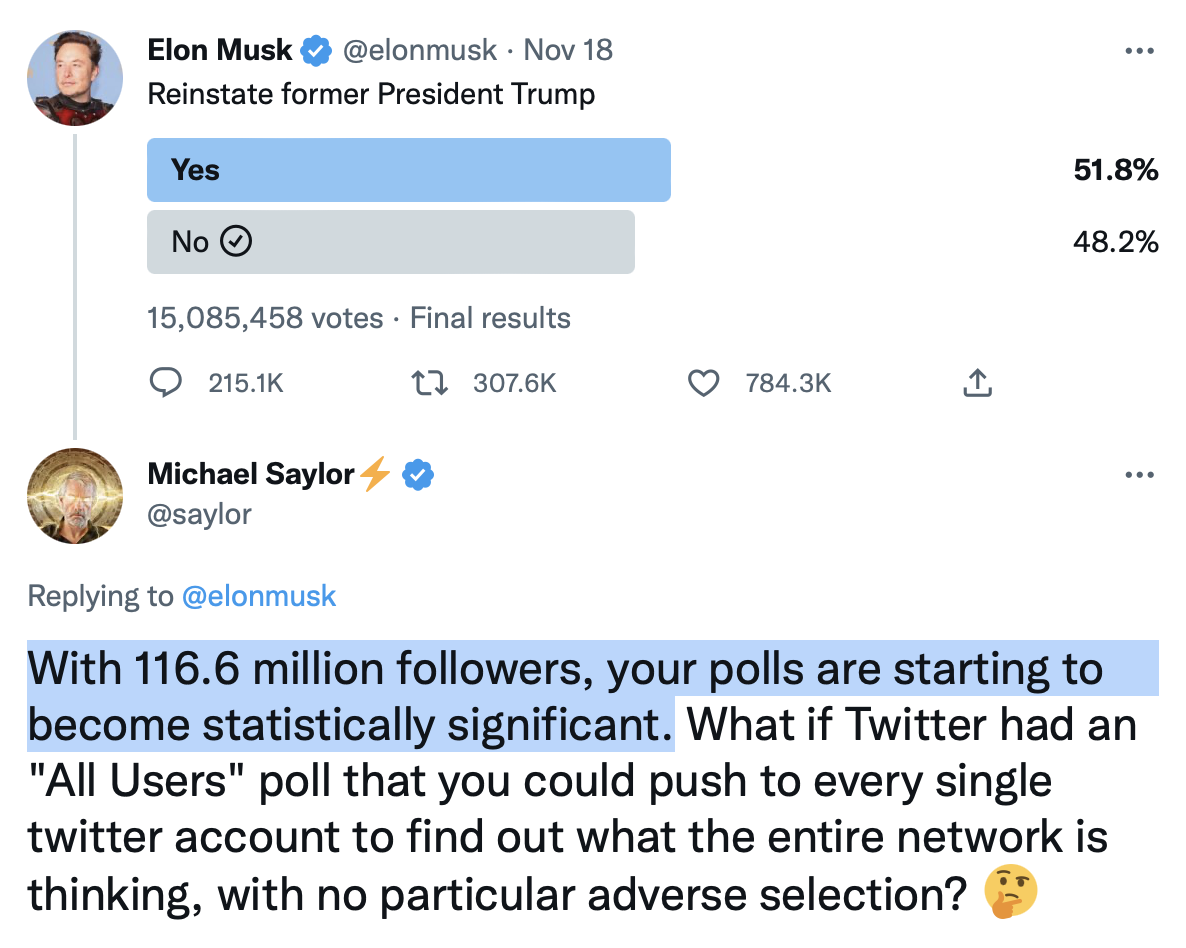 Elon Musk @elonmusk · Nov 18
Reinstate former President Trump
Yes 51.8%
No 48.2%
15,085,458 votes · Final results
215.1K 307.6K 784.3K
Michael Saylor⚡
@saylor
Replying to @elonmusk
With 116.6 million followers, your polls are starting to
become statistically significant. What if Twitter had an
"All Users" poll that you could push to every single
twitter account to find out what the entire network is
thinking, with no particular adverse selection? 🤔